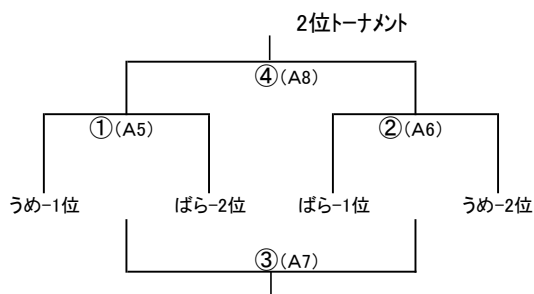 2位トーナメント
④(A8)
①(A5)
②(A6)
うめ-1位
ばら-2位
ばら-1位
うめ-2位
③(A7)